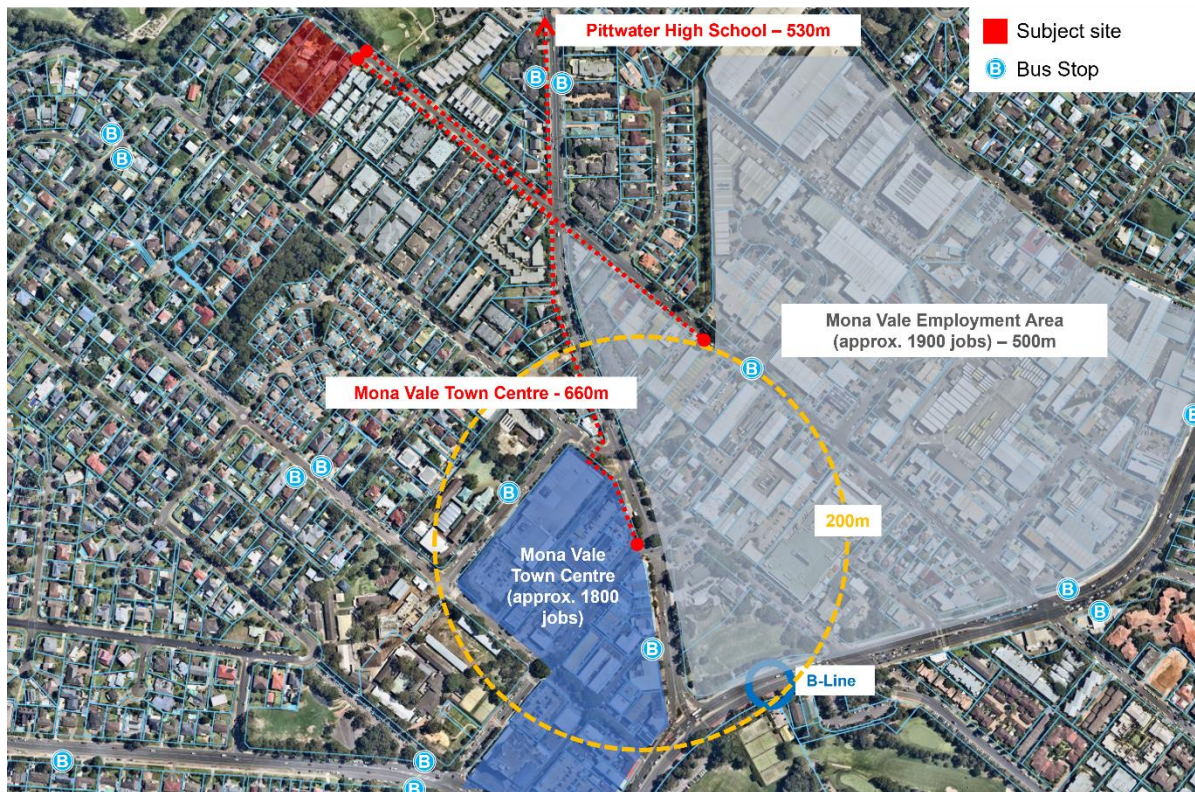 Pittwater High School – 530m
Subject site
B Bus Stop
B
B
B
B
Mona Vale Employment Area
(approx. 1900 jobs) – 500m
B
Mona Vale Town Centre - 660m
B
B
B
B
200m
Mona Vale
Town Centre
(approx. 1800
jobs)
B
B
B
B
B-Line
B
B
B